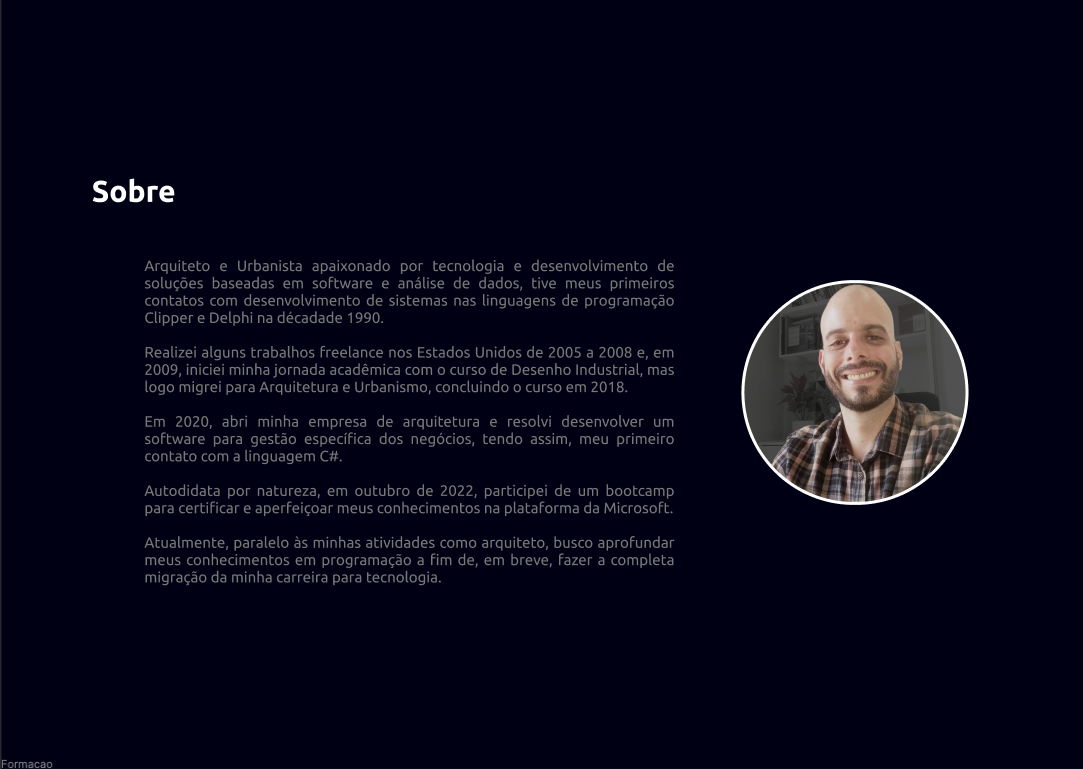 Sobre
Arquiteto e Urbanista apaixonado por tecnologia e desenvolvimento de
soluções baseadas em software e análise de dados, tive meus primeiros
contatos com desenvolvimento de sistemas nas linguagens de programação
Clipper e Delphi na décadade 1990.
Realizei alguns trabalhos freelance nos Estados Unidos de 2005 a 2008 e, em
2009, iniciei minha jornada acadêmica com o curso de Desenho Industrial, mas
logo migrei para Arquitetura e Urbanismo, concluindo o curso em 2018.
Em 2020, abri minha empresa de arquitetura e resolvi desenvolver um
software para gestão específica dos negócios, tendo assim, meu primeiro
contato com a linguagem C#.
Autodidata por natureza, em outubro de 2022, participei de um bootcamp
para certificar e aperfeiçoar meus conhecimentos na plataforma da Microsoft.
Atualmente, paralelo às minhas atividades como arquiteto, busco aprofundar
meus conhecimentos em programação a fim de, em breve, fazer a completa
migração da minha carreira para tecnologia.
Formacao